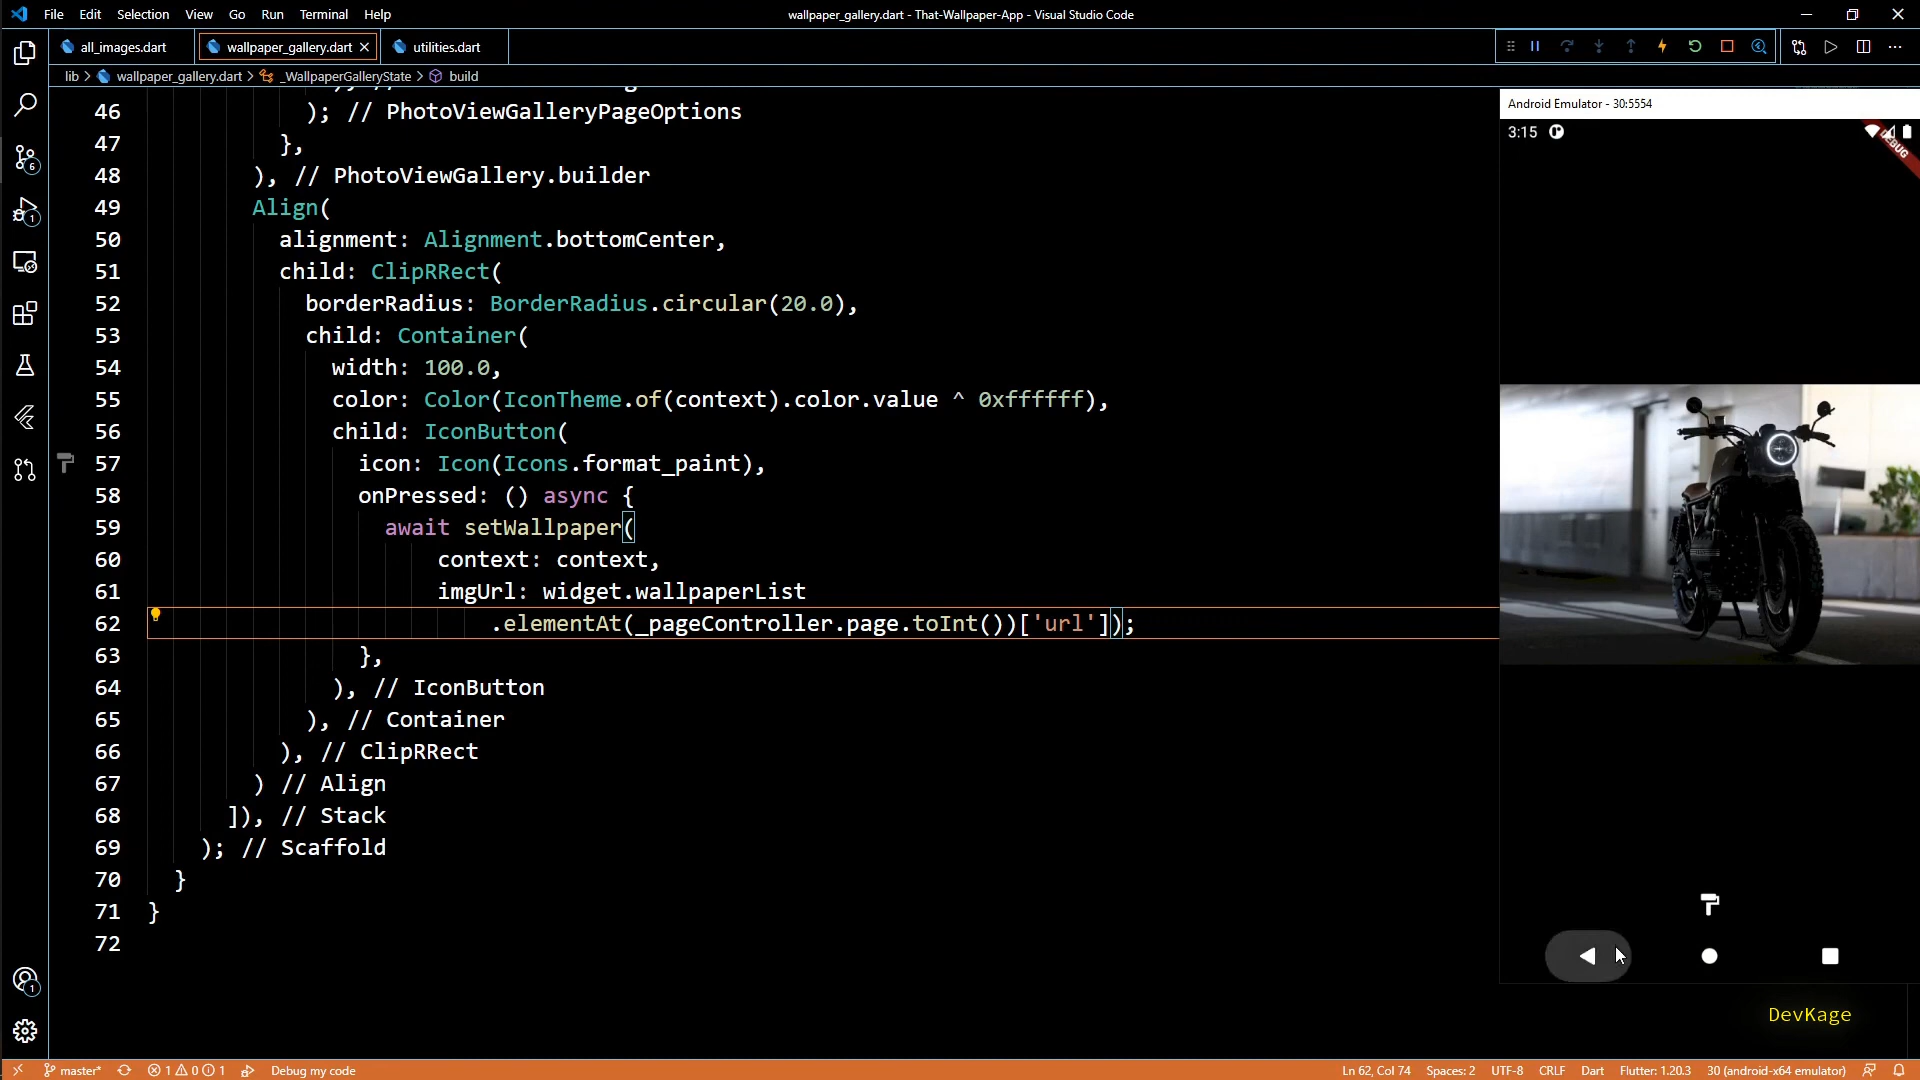 File Edit Selection View Go Run Terminal Help
wallpaper_gallery.dart - That-Wallpaper-App - Visual Studio Code
all_images.dart
wallpaper_gallery.dart
utilities.dart
lib > wallpaper_gallery.dart > _WallpaperGalleryState > build
46 ); // PhotoViewGalleryPageOptions
47 },
48 ), // PhotoViewGallery.builder
49 Align(
50 alignment: Alignment.bottomCenter,
51 child: ClipRRect(
52 borderRadius: BorderRadius.circular(20.0),
53 child: Container(
54 width: 100.0,
55 color: Color(IconTheme.of(context).color.value ^ 0xffffff),
56 child: IconButton(
57 icon: Icon(Icons.format_paint),
58 onPressed: () async {
59 await setWallpaper(
60 context: context,
61 imgUrl: widget.wallpaperList
62 .elementAt(_pageController.page.toInt())['url']);
63 },
64 ), // IconButton
65 ), // Container
66 ), // ClipRRect
67 ) // Align
68 ]), // Stack
69 ); // Scaffold
70 }
71 }
72
6
1
1
Android Emulator - 30:5554
3:15
DEBUG
DevKage
master* 1 0 1 Debug my code
Ln 62, Col 74 Spaces: 2 UTF-8 CRLF Dart Flutter: 1.20.3 30 (android-x64 emulator)